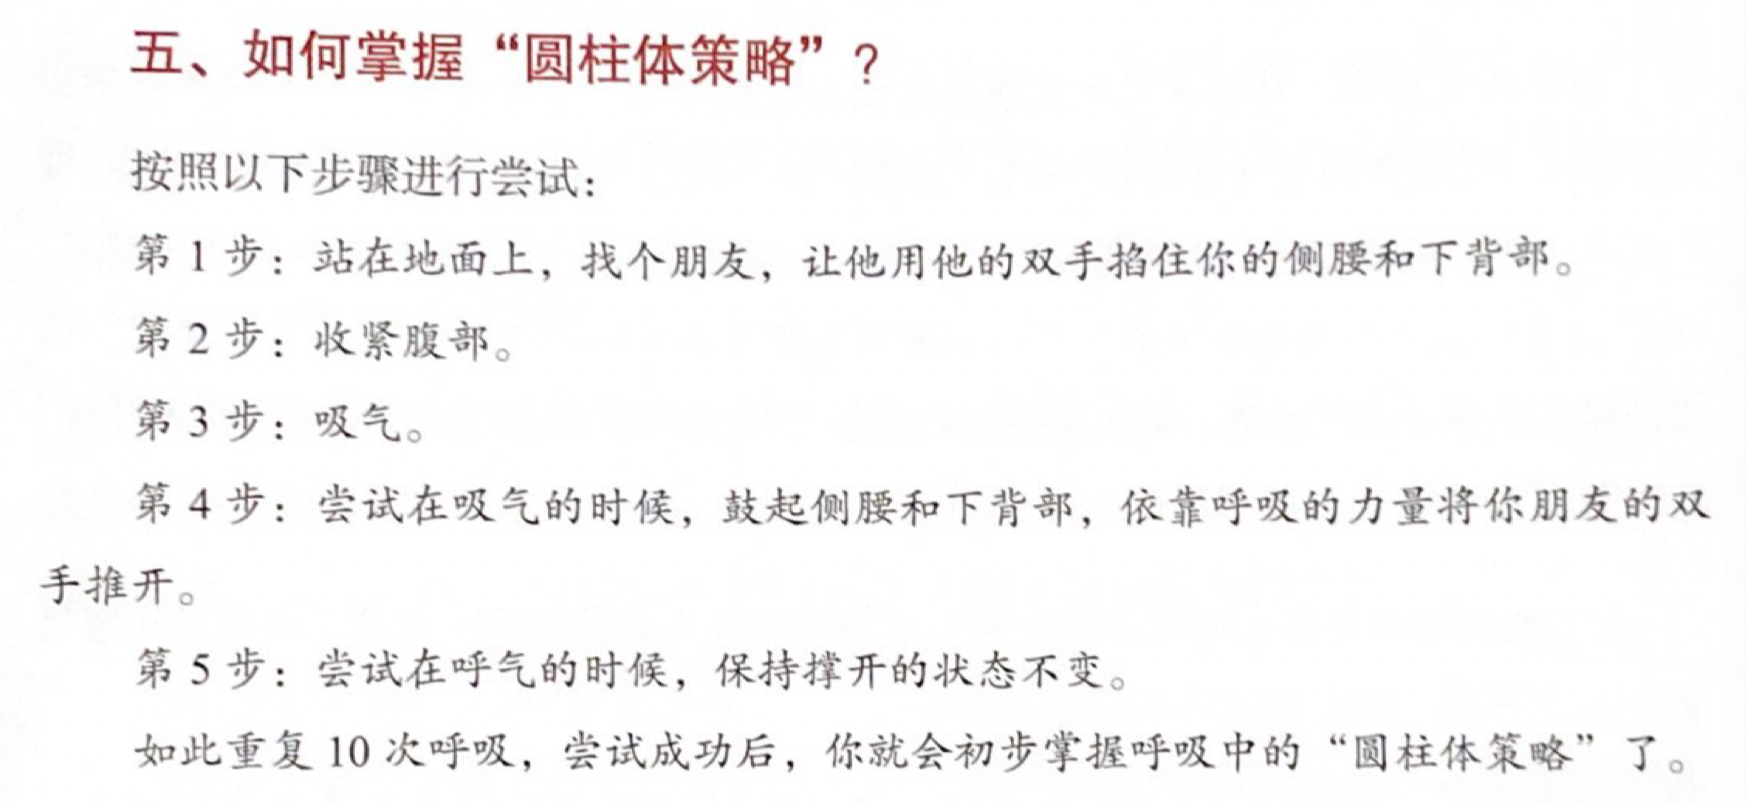 五、如何掌握“圆柱体策略”？
按照以下步骤进行尝试：
第 1 步：站在地面上，找个朋友，让他用他的双手掐住你的侧腰和下背部。
第 2 步：收紧腹部。
第 3 步：吸气。
第 4 步：尝试在吸气的时候，鼓起侧腰和下背部，依靠呼吸的力量将你朋友的双
手推开。
第 5 步：尝试在呼气的时候，保持撑开的状态不变。
如此重复 10 次呼吸，尝试成功后，你就会初步掌握呼吸中的“圆柱体策略”了。